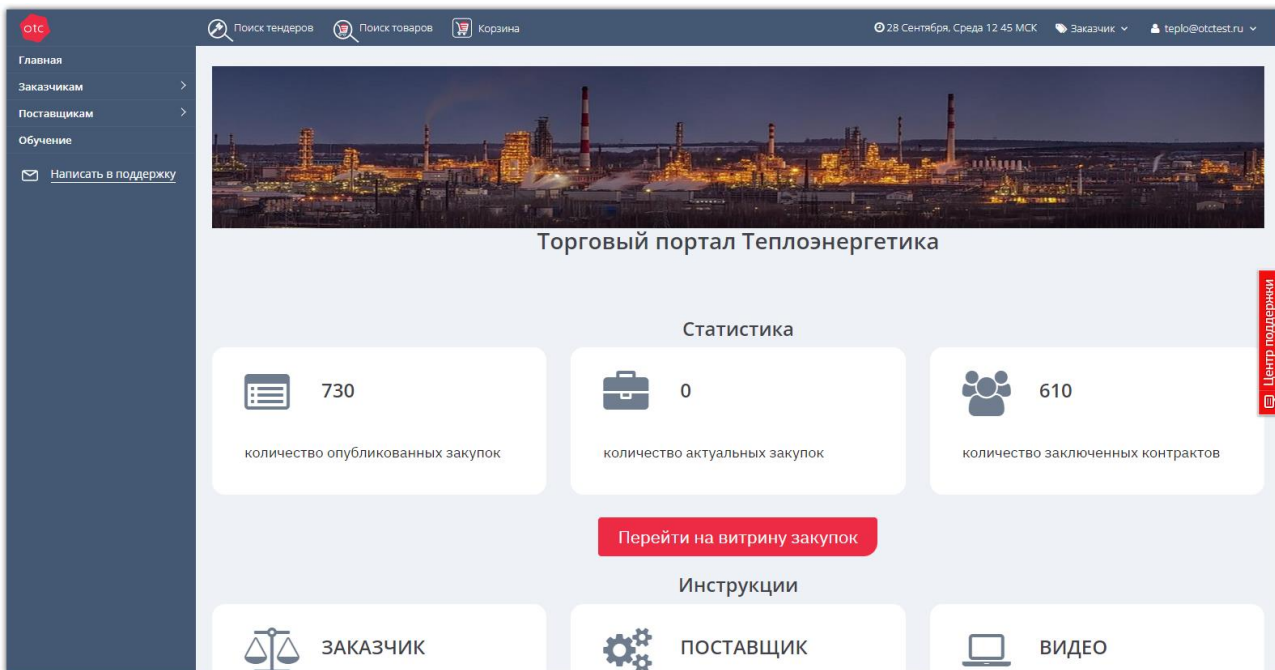 otc
Поиск тендеров
Поиск товаров
Корзина
28 Сентября, Среда 12 45 МСК
Заказчик
teplo@otctest.ru
Главная
Заказчикам
Поставщикам
Обучение
Написать в поддержку
Торговый портал Теплоэнергетика
Центр поддержки
Статистика
730
количество опубликованных закупок
0
количество актуальных закупок
610
количество заключенных контрактов
Перейти на витрину закупок
Инструкции
ЗАКАЗЧИК
ПОСТАВЩИК
ВИДЕО